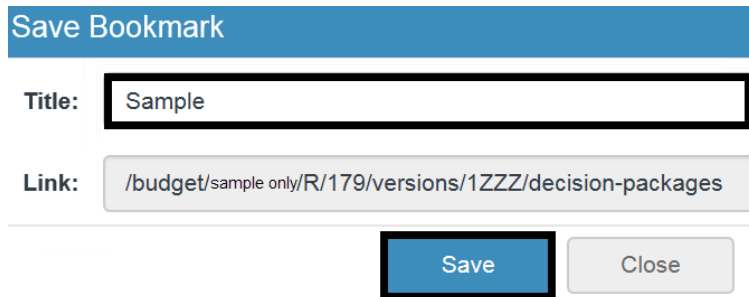 Save Bookmark
Title: Sample
Link: /budget/sample only/R/179/versions/1ZZZ/decision-packages
Save Close